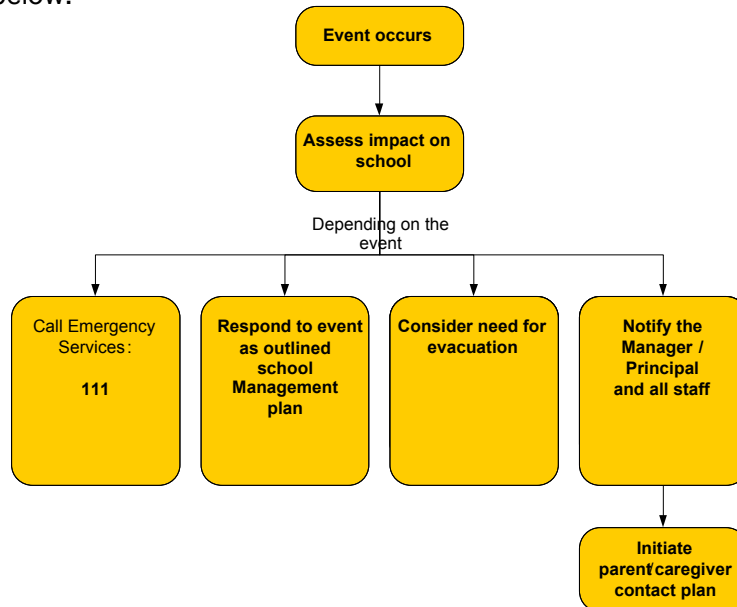 below:
Event occurs
Assess impact on
school
Depending on the
event
Call Emergency
Services:
111
Respond to event
as outlined
school
Management
plan
Consider need for
evacuation
Notify the
Manager /
Principal
and all staff
Initiate
parent/caregiver
contact plan